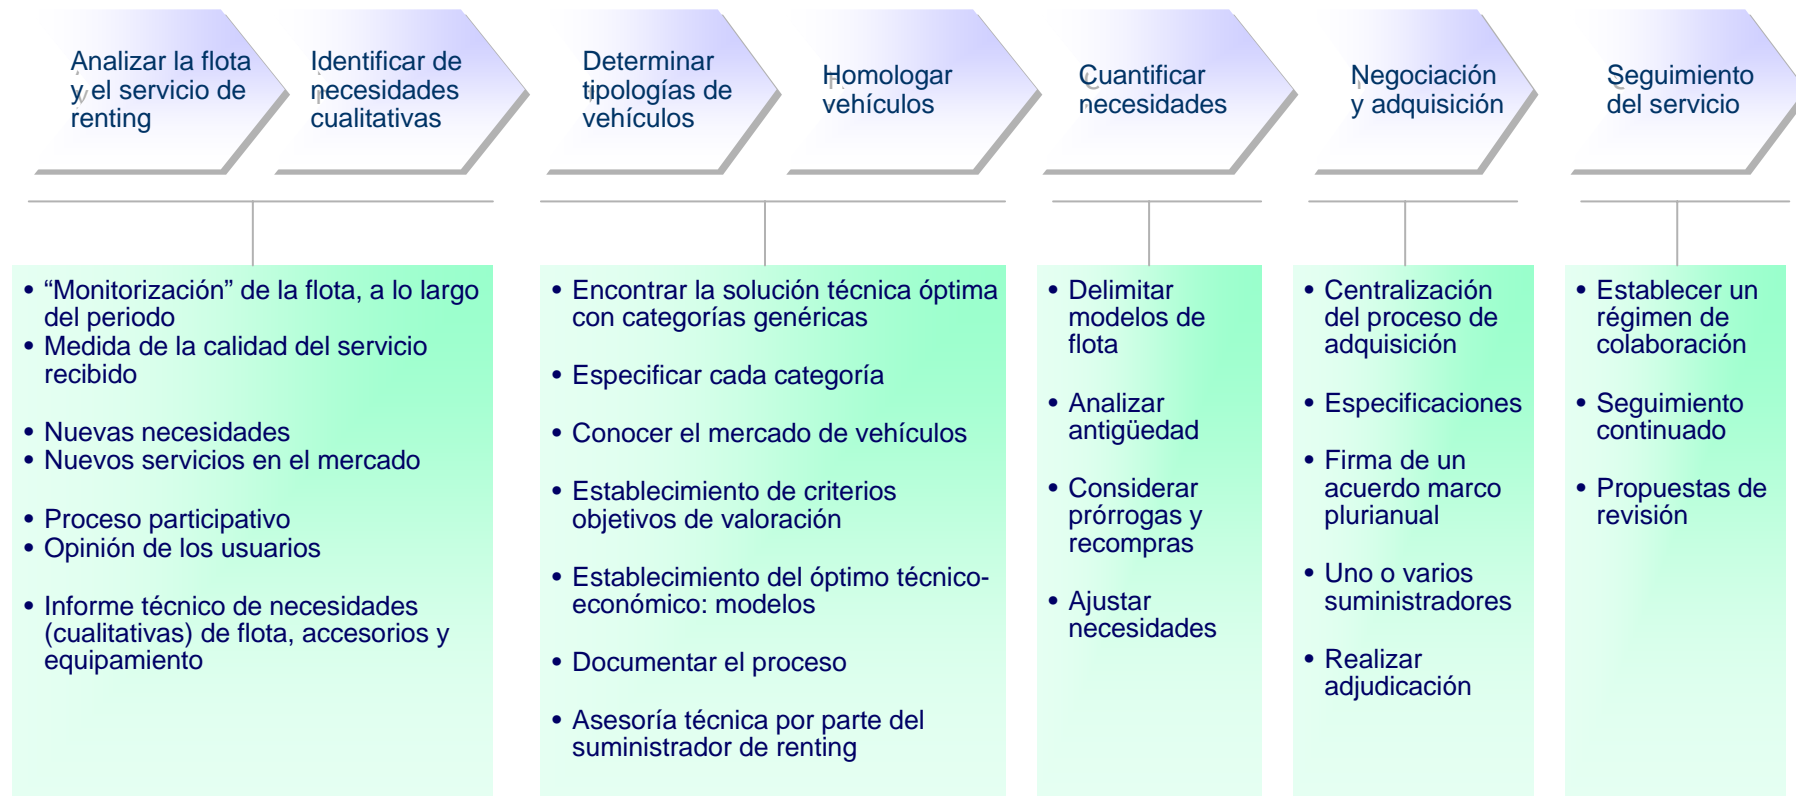 Analizar la flota
y el servicio de
renting
Identificar de
necesidades
cualitativas
Determinar
tipologías de
vehículos
Homologar
vehículos
Cuantificar
necesidades
Negociación
y adquisición
Seguimiento
del servicio
• “Monitorización” de la flota, a lo largo
del periodo
• Medida de la calidad del servicio
recibido
• Nuevas necesidades
• Nuevos servicios en el mercado
• Proceso participativo
• Opinión de los usuarios
• Informe técnico de necesidades
(cualitativas) de flota, accesorios y
equipamiento
• Encontrar la solución técnica óptima
con categorías genéricas
• Especificar cada categoría
• Conocer el mercado de vehículos
• Establecimiento de criterios
objetivos de valoración
• Establecimiento del óptimo técnico-
económico: modelos
• Documentar el proceso
• Asesoría técnica por parte del
suministrador de renting
• Delimitar
modelos de
flota
• Analizar
antigüedad
• Considerar
prórrogas y
recompras
• Ajustar
necesidades
• Centralización
del proceso de
adquisición
• Especificaciones
• Firma de un
acuerdo marco
plurianual
• Uno o varios
suministradores
• Realizar
adjudicación
• Establecer un
régimen de
colaboración
• Seguimiento
continuado
• Propuestas de
revisión